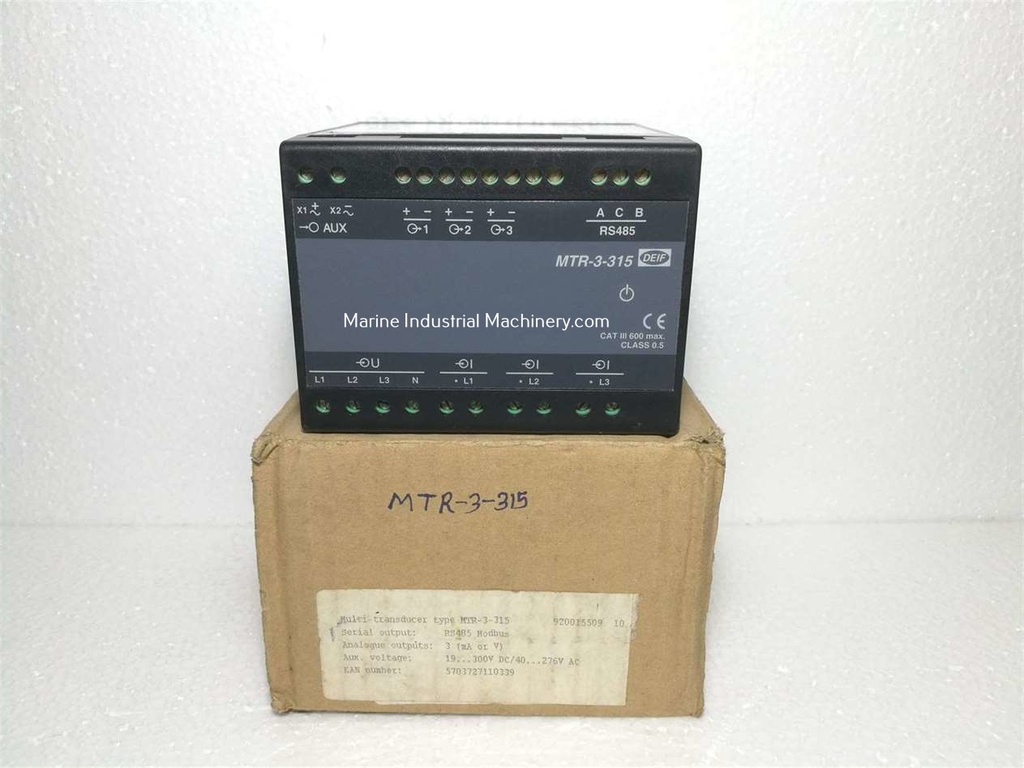 X1 + X2 −
AUX
+ − + − + −
1 2 3
A C B
RS485
MTR-3-315 DEIF
Marine Industrial Machinery.com
CE
CAT III 600 max.
CLASS 0.5
U I I I
L1 L2 L3 N L1 L2 L3
MTR-3-315
Multi-transducer type MTR-3-315 920015509 10
Serial output: RS485 Modbus
Analogue outputs: 3 (mA or V)
Aux. voltage: 19...300V DC/40...276V AC
EAN number: 5703727110339